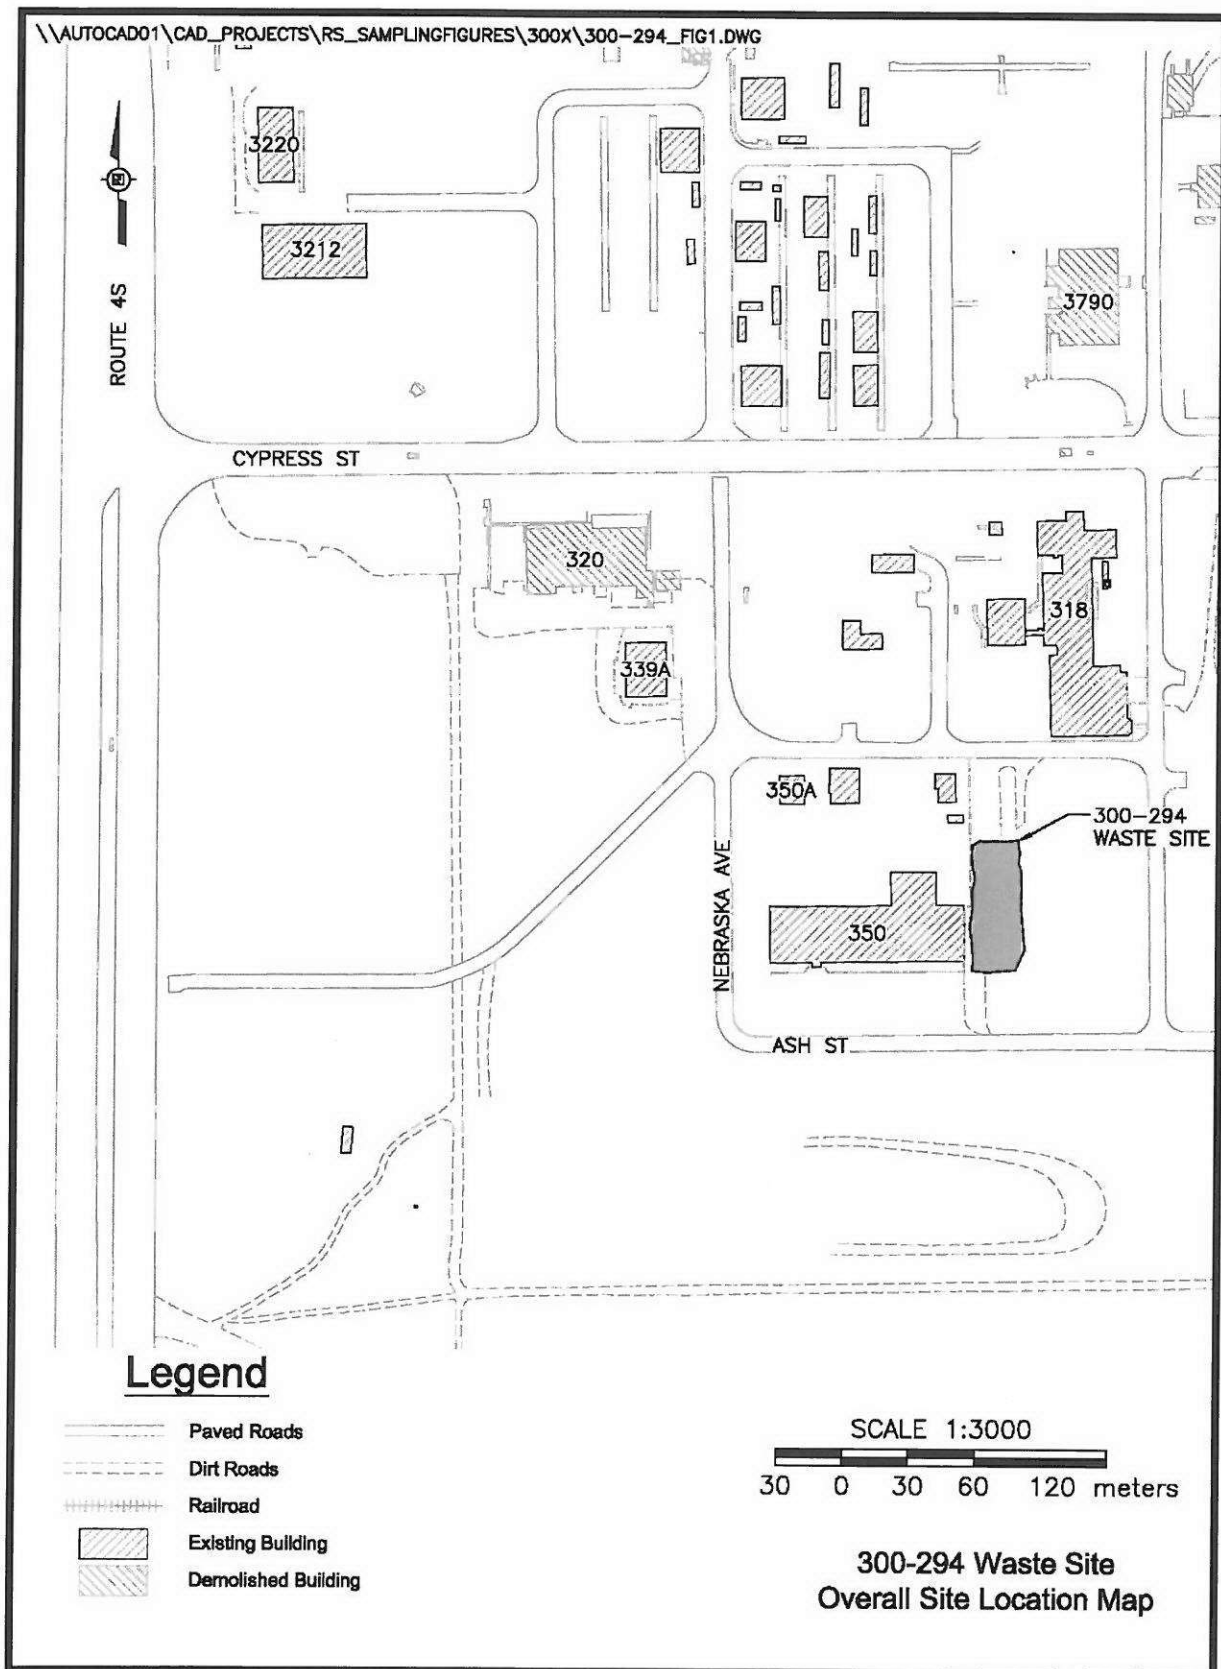 \\AUTOCAD01\CAD_PROJECTS\RS_SAMPLINGFIGURES\300X\300-294_FIG1.DWG
3220
3212
ROUTE 4S
3790
CYPRESS ST
320
318
339A
350A
300-294
WASTE SITE
NEBRASKA AVE
350
ASH ST
Legend
Paved Roads
Dirt Roads
Railroad
Existing Building
Demolished Building
SCALE 1:3000
30 0 30 60 120 meters
300-294 Waste Site
Overall Site Location Map